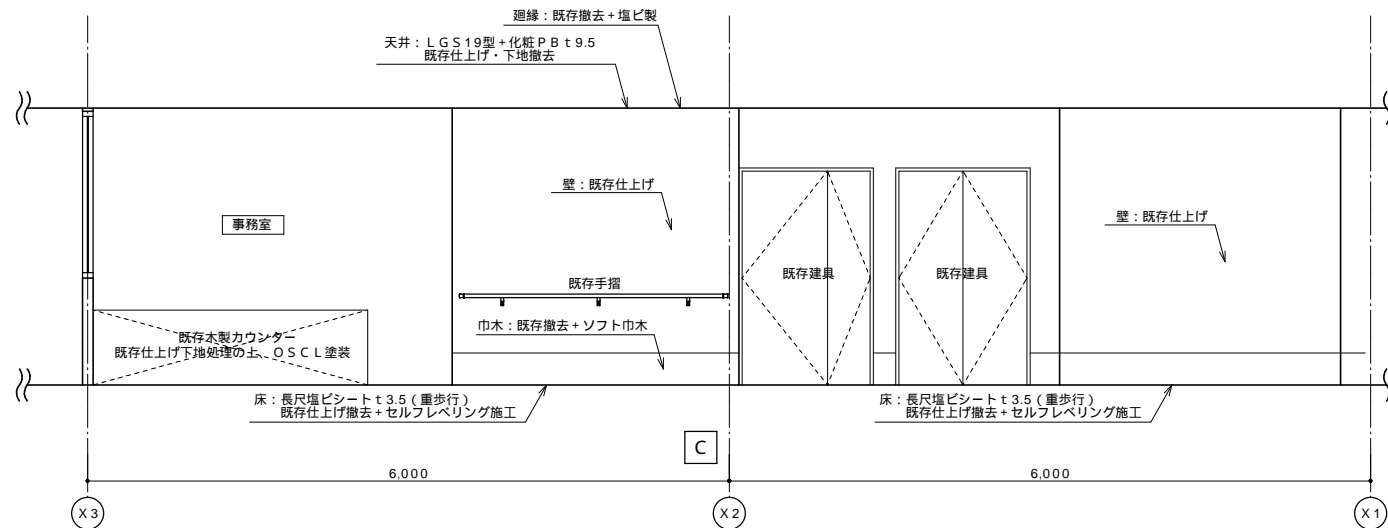 廻縁：既存撤去＋塩ビ製
天井：ＬＧＳ19型＋化粧ＰＢｔ9.5
既存仕上げ・下地撤去
壁：既存仕上げ
事務室
壁：既存仕上げ
既存手摺
既存建具
既存建具
巾木：既存撤去＋ソフト巾木
既存木製カウンター
既存仕上げ下地処理の上、ＯＳＣＬ塗装
床：長尺塩ビシートｔ3.5（重歩行）
既存仕上げ撤去＋セルフレベリング施工
床：長尺塩ビシートｔ3.5（重歩行）
既存仕上げ撤去＋セルフレベリング施工
C
6,000
6,000
X3
X2
X1